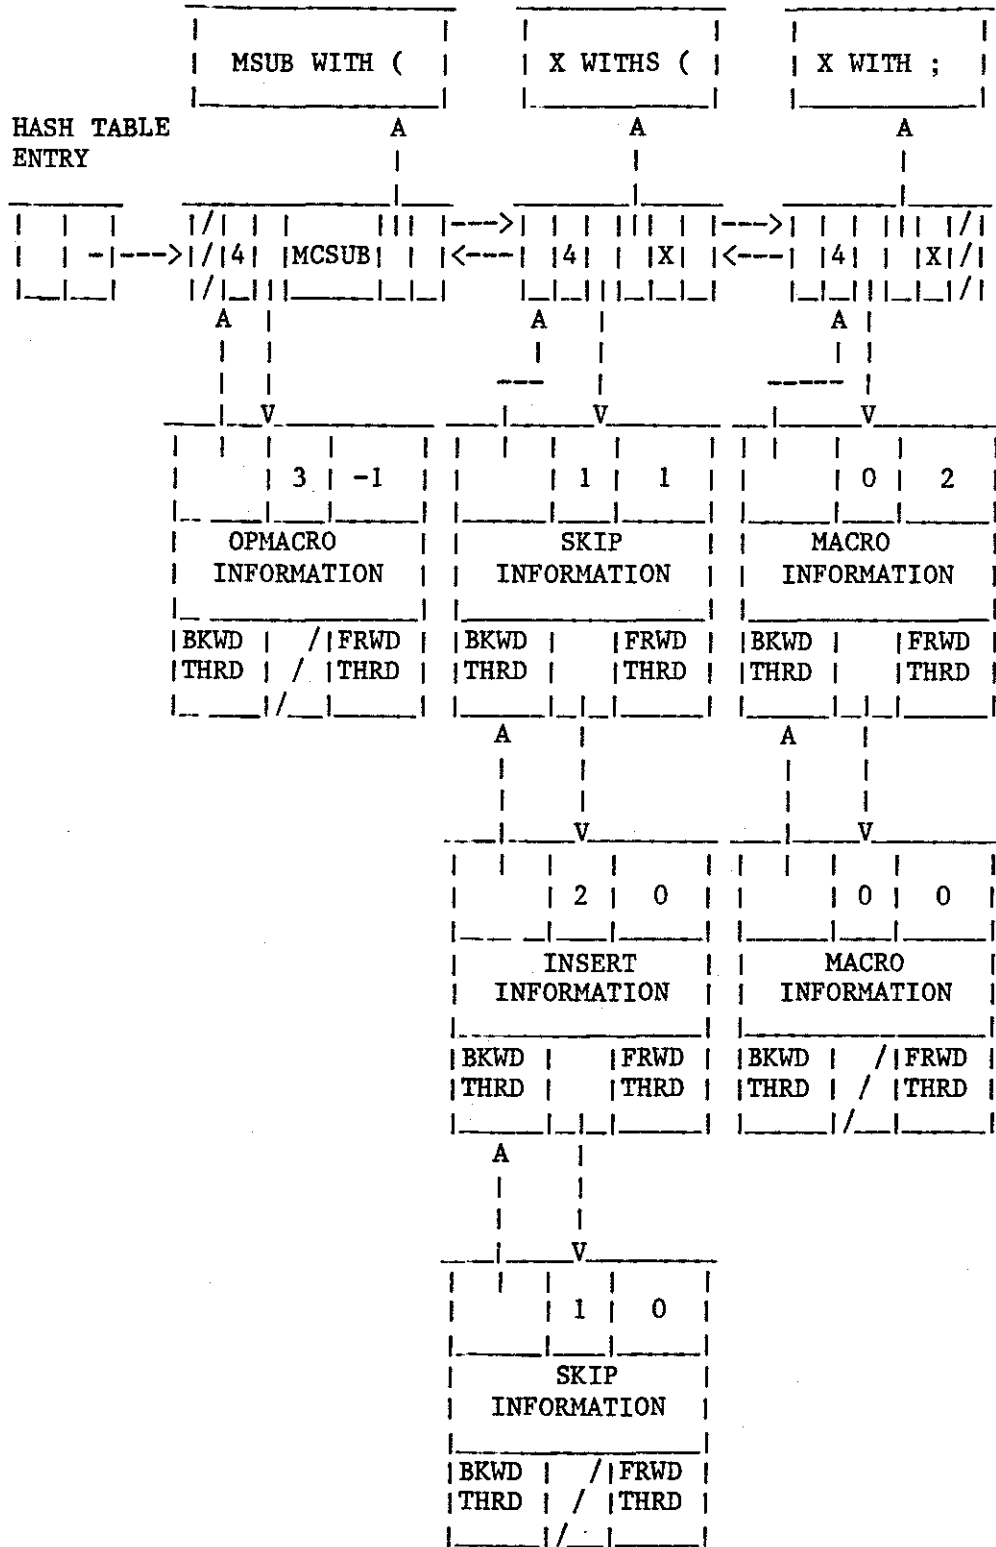 MSUB WITH ( X WITHS ( X WITH ;
A A A
HASH TABLE
ENTRY
4 MCSUB 4 X 4 X
A A A
V V V
3 -1 1 1 0 2
OPMACRO SKIP MACRO
INFORMATION INFORMATION INFORMATION
BKWD / FRWD BKWD FRWD BKWD FRWD
THRD / THRD THRD THRD THRD THRD
A A
V V
2 0 0 0
INSERT MACRO
INFORMATION INFORMATION
BKWD FRWD BKWD / FRWD
THRD THRD THRD / THRD
A
V
1 0
SKIP
INFORMATION
BKWD / FRWD
THRD / THRD